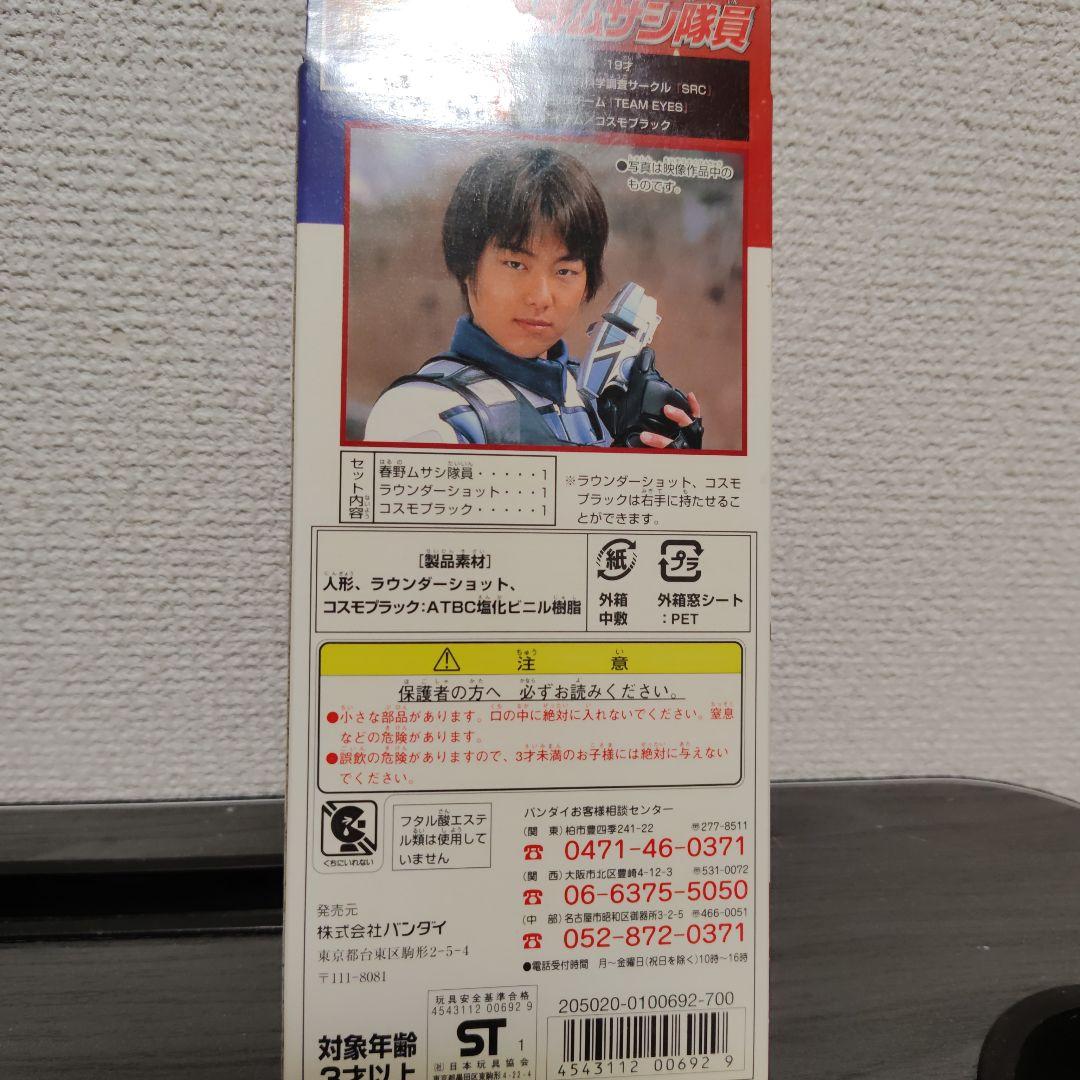 ムサシ隊員
19才
学調査サークル「SRC」
チーム「TEAM EYES」
コスモブラック
●写真は映像作品中の
ものです。
セット内容
春野ムサシ隊員・・・・・1
ラウンダーショット・・・1
コスモブラック・・・・・1
※ラウンダーショット、コスモ
ブラックは右手に持たせるこ
とができます。
[製品素材]
人形、ラウンダーショット、
コスモブラック:ATBC塩化ビニル樹脂
紙
外箱
中敷
プラ
外箱窓シート
:PET
注意
保護者の方へ 必ずお読みください。
●小さな部品があります。口の中に絶対に入れないでください。窒息
などの危険があります。
●誤飲の危険がありますので、3才未満のお子様には絶対に与えない
でください。
くちにいれない
フタル酸エステ
ル類は使用して
いません
バンダイお客様相談センター
(関 東)柏市豊四季241-22 〒277-8511
☎ 0471-46-0371
(関 西)大阪市北区豊崎4-12-3 〒531-0072
☎ 06-6375-5050
(中 部)名古屋市昭和区御器所3-2-5 〒466-0051
☎ 052-872-0371
●電話受付時間 月〜金曜日(祝日を除く)10時〜16時
発売元
株式会社バンダイ
東京都台東区駒形2-5-4
〒111-8081
対象年齢
3才以上
玩具安全基準合格
4543112 00692 9
ST 1
(社)日本玩具協会
東京都墨田区東駒形4-22-4
205020-0100692-700
4543112 006929